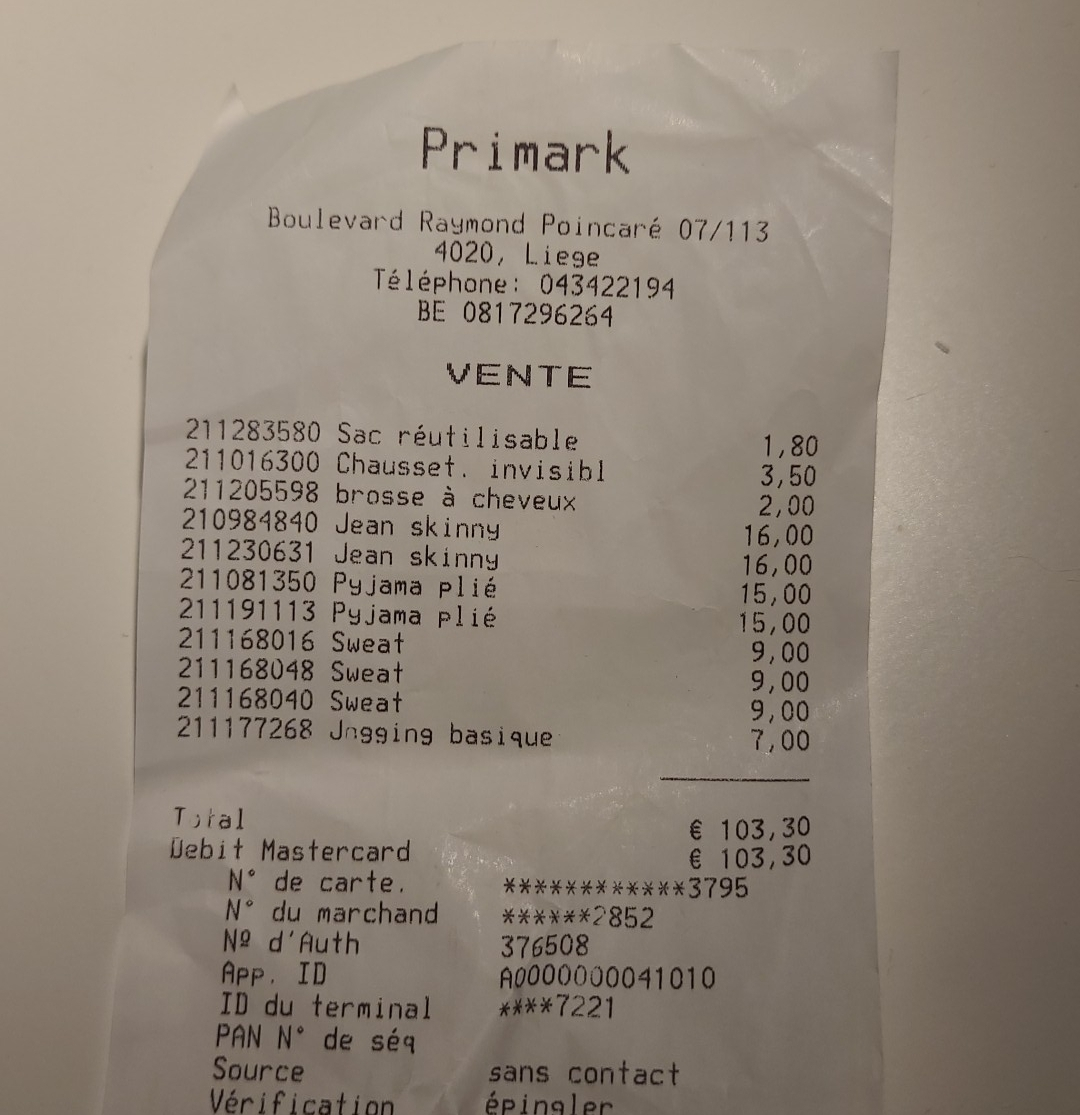 Primark
Boulevard Raymond Poincaré 07/113
4020, Liege
Téléphone: 043422194
BE 0817296264
VENTE
211283580 Sac réutilisable 1,80
211016300 Chausset. invisibl 3,50
211205598 brosse à cheveux 2,00
210984840 Jean skinny 16,00
211230631 Jean skinny 16,00
211081350 Pyjama plié 15,00
211191113 Pyjama plié 15,00
211168016 Sweat 9,00
211168048 Sweat 9,00
211168040 Sweat 9,00
211177268 Jogging basique 7,00
Total € 103,30
Debit Mastercard € 103,30
N° de carte. ************3795
N° du marchand ******2852
Nº d'Auth 376508
App. ID A0000000041010
ID du terminal ****7221
PAN N° de séq
Source sans contact
Vérification épingler